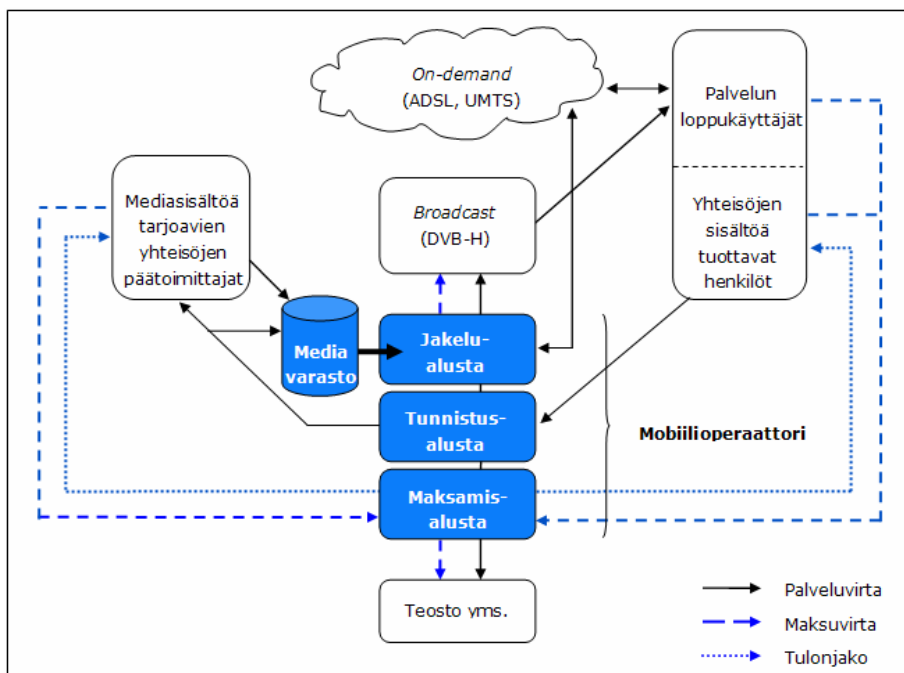 On-demand
(ADSL, UMTS)
Palvelun
loppukäyttäjät
Mediasisältöä
tarjoavien
yhteisöjen
päätoimittajat
Broadcast
(DVB-H)
Yhteisöjen
sisältöä
tuottavat
henkilöt
Media
varasto
Jakelu-
alusta
Tunnistus-
alusta
Mobiilioperaattori
Maksamis-
alusta
Teosto yms.
Palveluvirta
Maksuvirta
Tulonjako